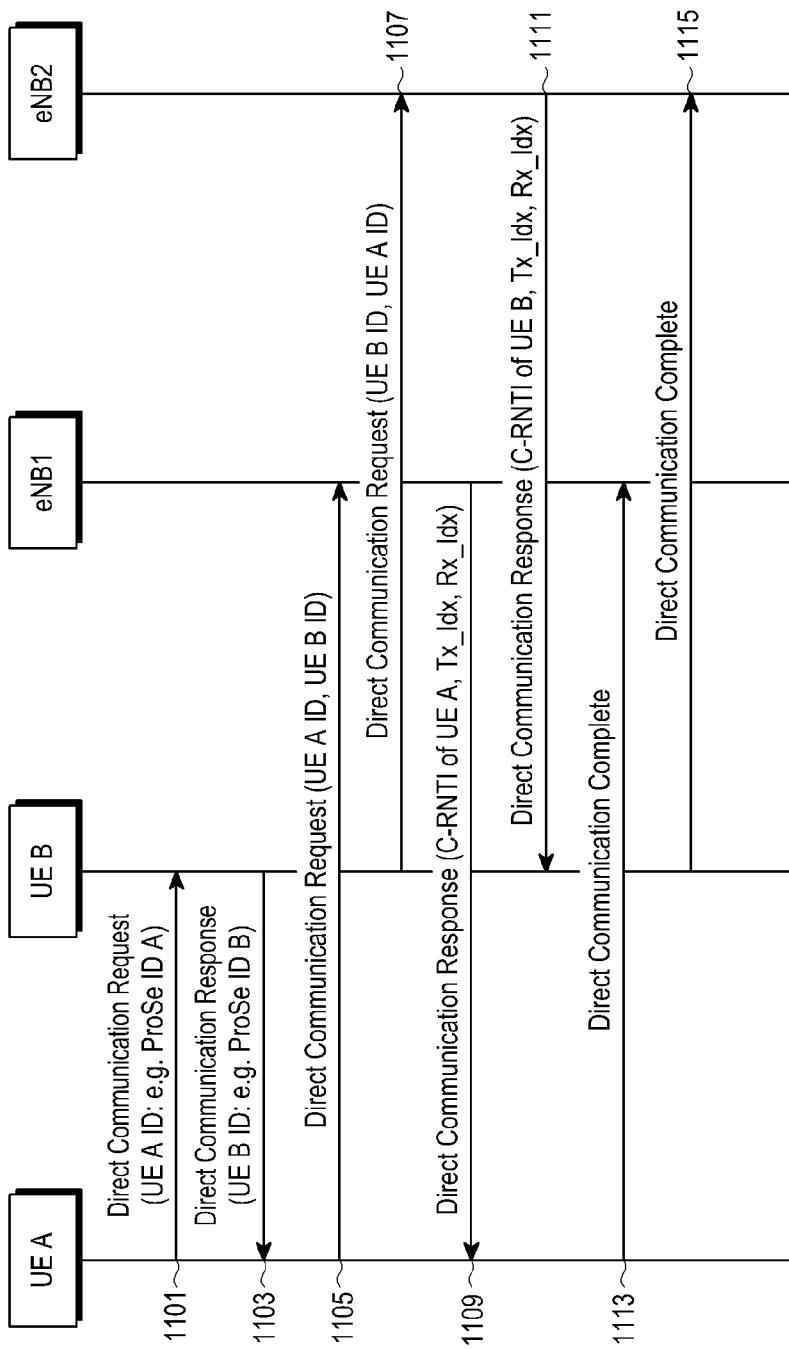 UE A
UE B
eNB1
eNB2
Direct Communication Request
(UE A ID: e.g. ProSe ID A)
1101
Direct Communication Response
(UE B ID: e.g. ProSe ID B)
1103
Direct Communication Request (UE A ID, UE B ID)
1105
Direct Communication Request (UE B ID, UE A ID)
1107
Direct Communication Response (C-RNTI of UE A, Tx_Idx, Rx_Idx)
1109
Direct Communication Response (C-RNTI of UE B, Tx_Idx, Rx_Idx)
1111
Direct Communication Complete
1113
Direct Communication Complete
1115